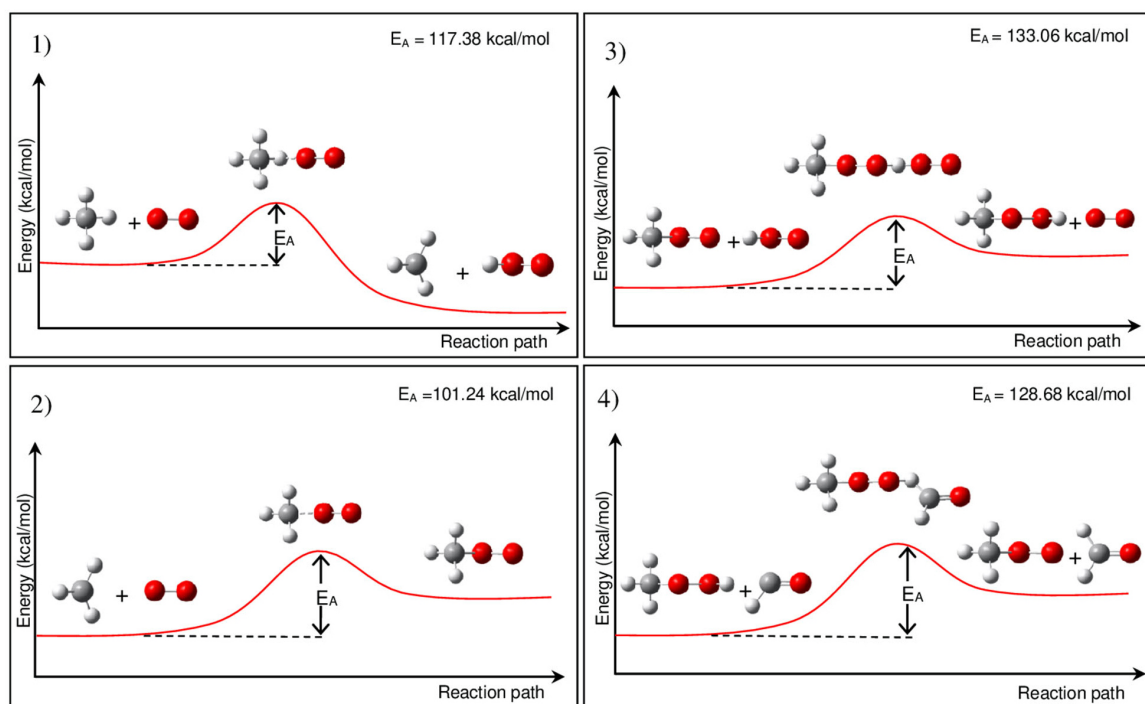 1)
E_A = 117.38 kcal/mol
Energy (kcal/mol)
+
E_A
+
Reaction path
2)
E_A =101.24 kcal/mol
Energy (kcal/mol)
+
E_A
Reaction path
3)
E_A = 133.06 kcal/mol
Energy (kcal/mol)
+
E_A
+
Reaction path
4)
E_A = 128.68 kcal/mol
Energy (kcal/mol)
+
E_A
+
Reaction path